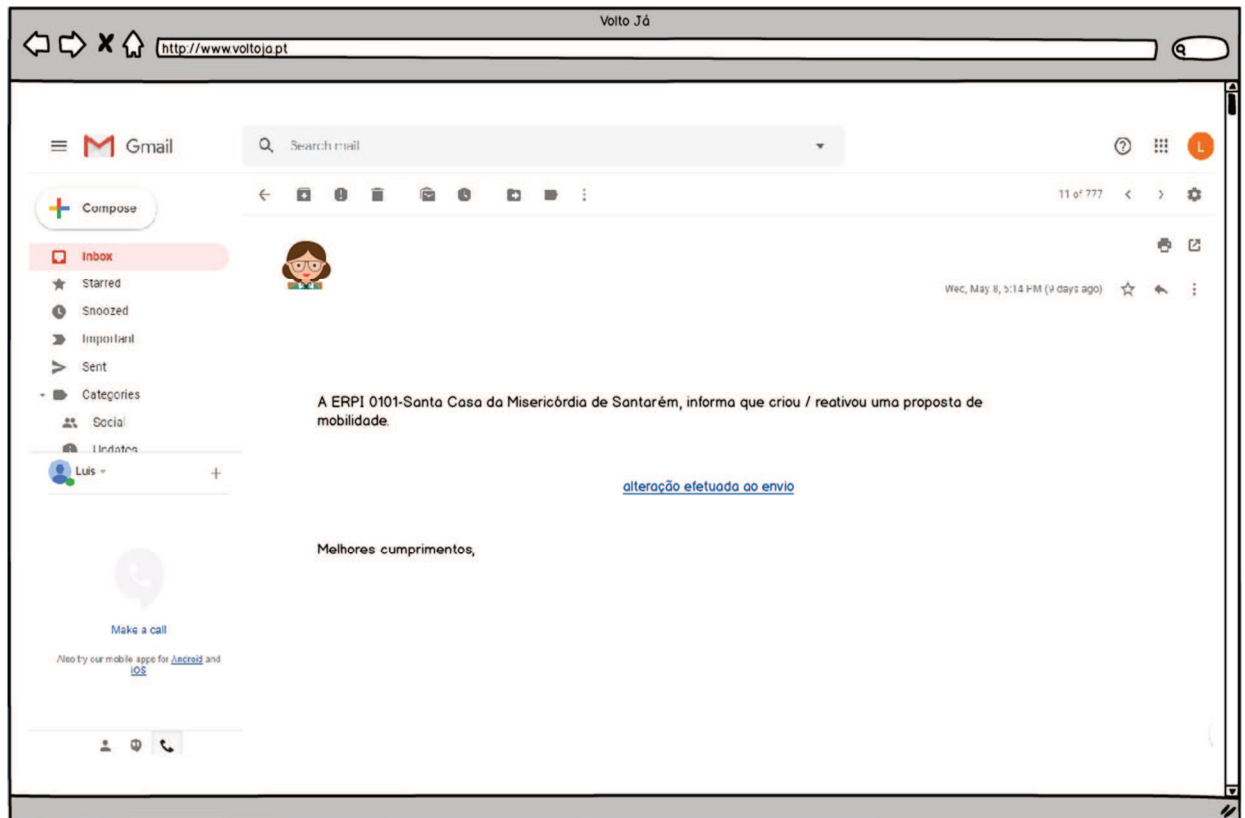 Volto Já
http://www.voltoja.pt
Gmail
Search mail
L
Compose
11 of 777
Inbox
Starred
Snoozed
Important
Sent
Categories
Social
Updates
Luis
Wed, May 8, 5:14 PM (9 days ago)
A ERPI 0101-Santa Casa da Misericórdia de Santarém, informa que criou / reativou uma proposta de
mobilidade.
alteração efetuada ao envio
Melhores cumprimentos,
Make a call
Also try our mobile apps for Android and
iOS